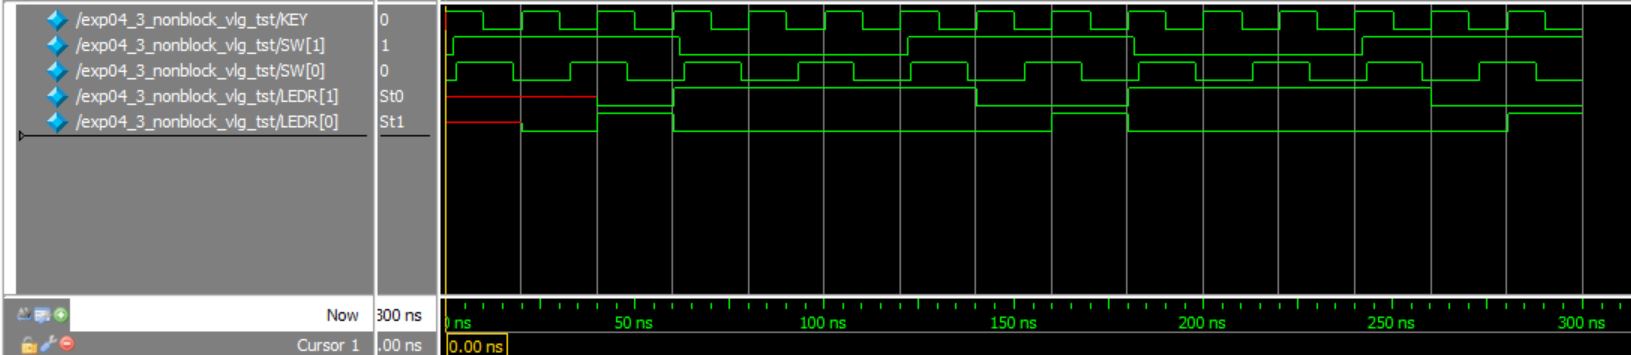 /exp04_3_nonblock_vlg_tst/KEY 0
/exp04_3_nonblock_vlg_tst/SW[1] 1
/exp04_3_nonblock_vlg_tst/SW[0] 0
/exp04_3_nonblock_vlg_tst/LEDR[1] St0
/exp04_3_nonblock_vlg_tst/LEDR[0] St1
Now 300 ns 0 ns 50 ns 100 ns 150 ns 200 ns 250 ns 300 ns
Cursor 1 .00 ns 0.00 ns